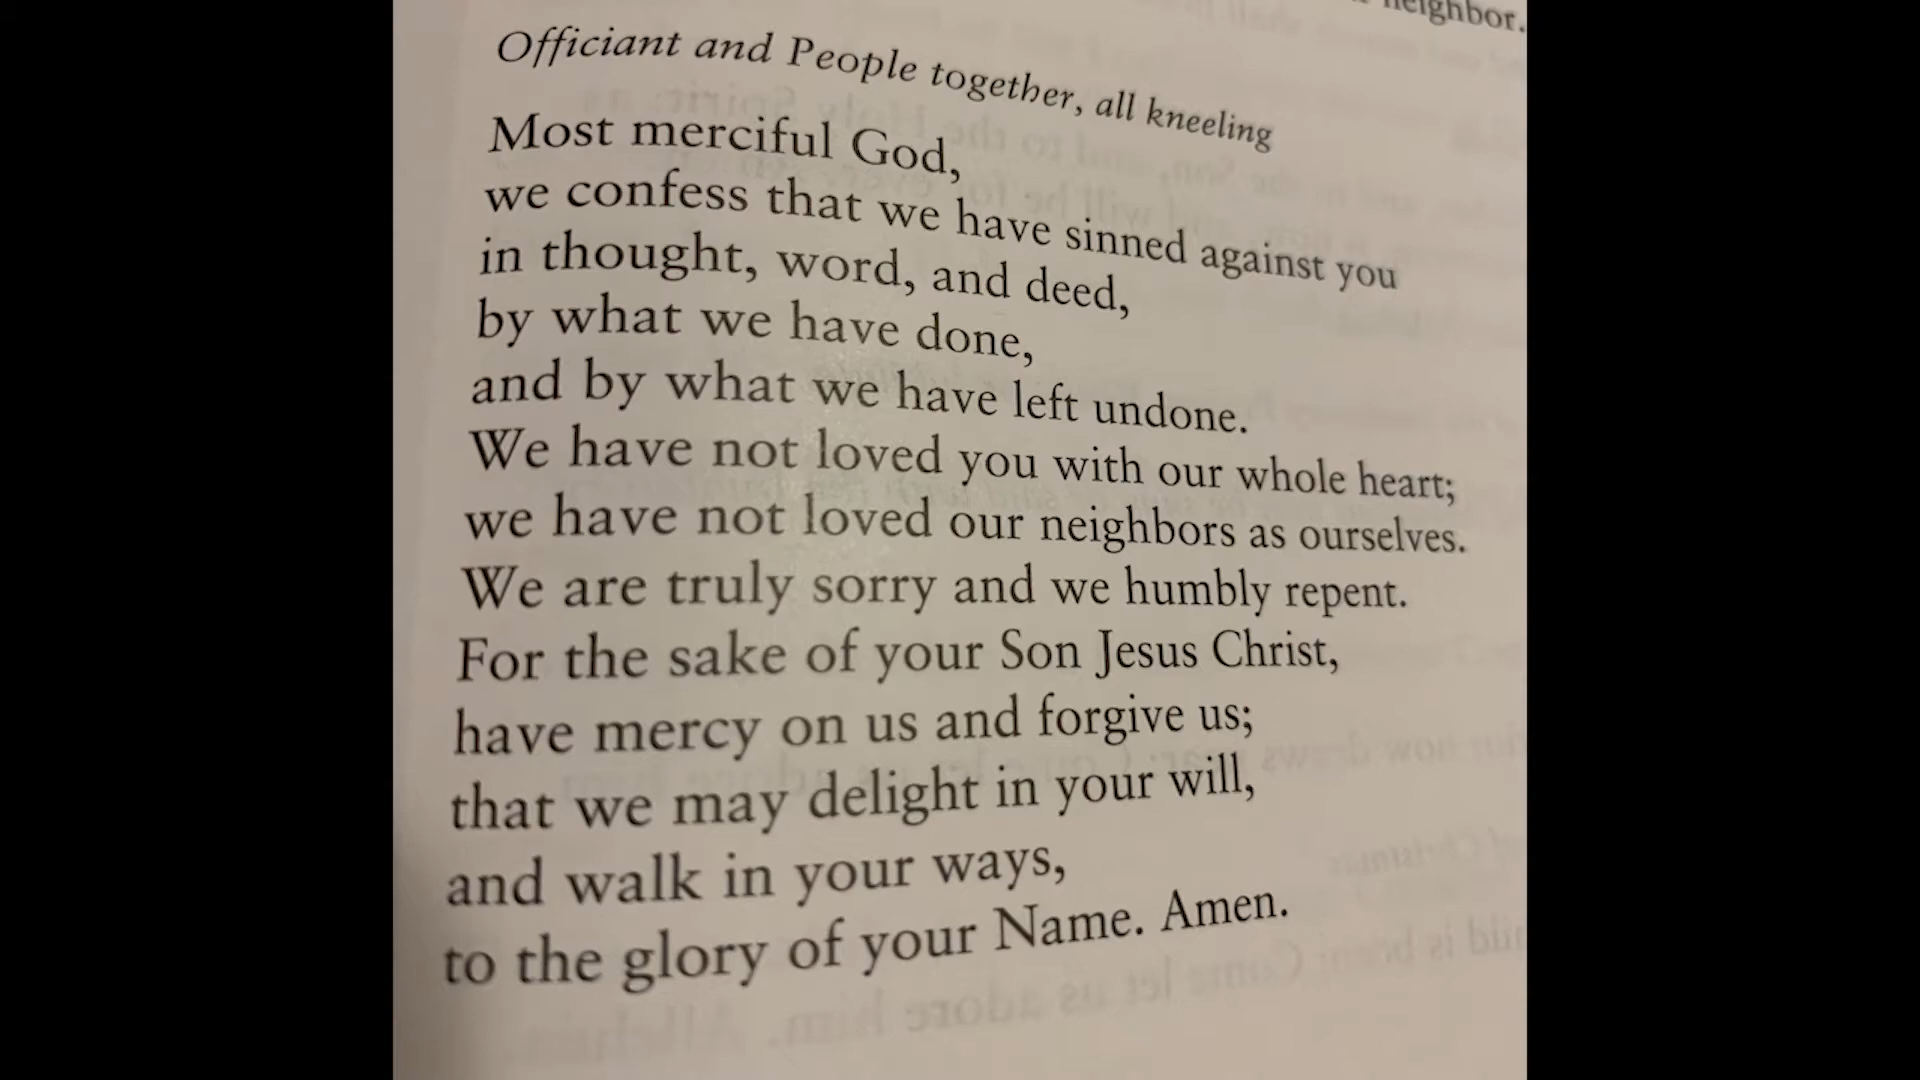 neighbor.
Officiant and People together, all kneeling
Most merciful God,
we confess that we have sinned against you
in thought, word, and deed,
by what we have done,
and by what we have left undone.
We have not loved you with our whole heart;
we have not loved our neighbors as ourselves.
We are truly sorry and we humbly repent.
For the sake of your Son Jesus Christ,
have mercy on us and forgive us;
that we may delight in your will,
and walk in your ways,
to the glory of your Name. Amen.